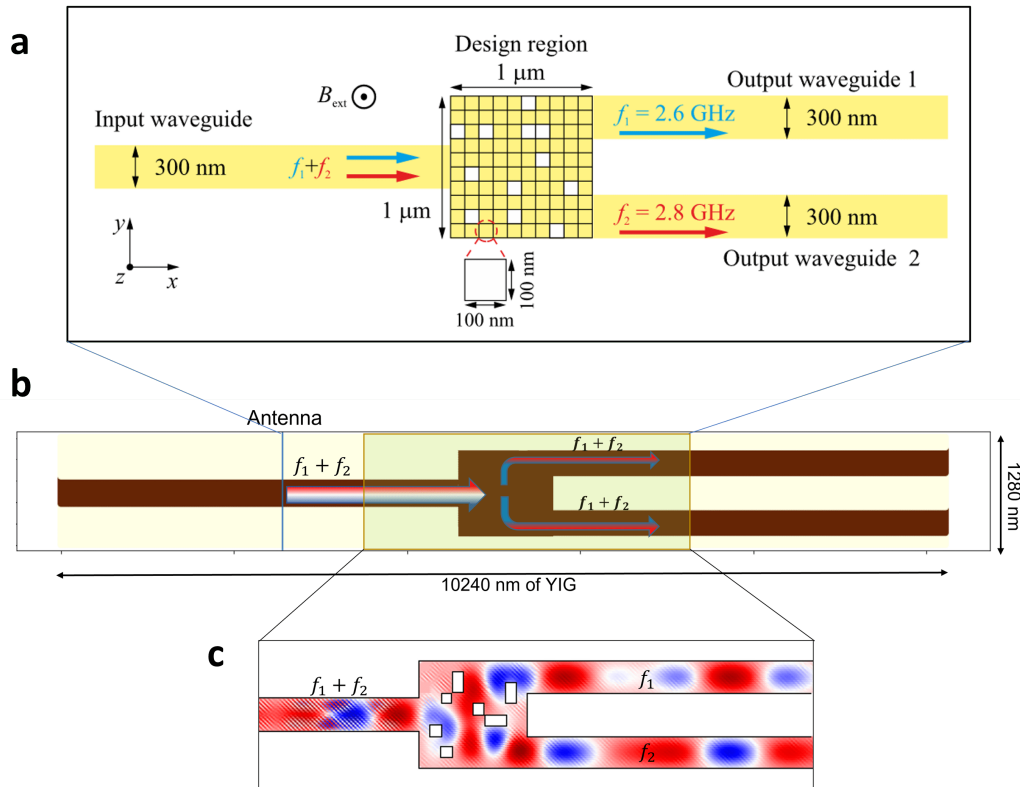 a
Design region
1 μm
B_ext
Output waveguide 1
Input waveguide
f₁ = 2.6 GHz
300 nm
300 nm
f₁+f₂
1 μm
f₂ = 2.8 GHz
300 nm
y
z
x
Output waveguide 2
100 nm
100 nm
b
Antenna
f₁ + f₂
f₁ + f₂
f₁ + f₂
1280 nm
10240 nm of YIG
c
f₁ + f₂
f₁
f₂